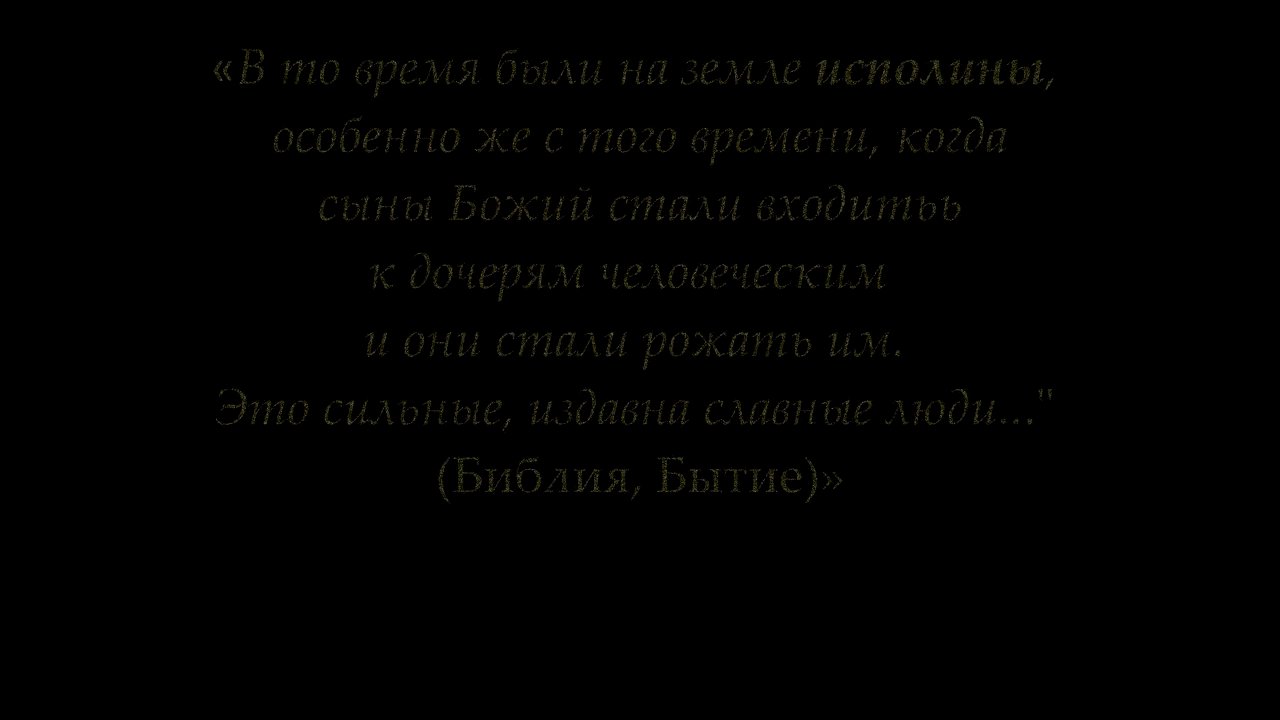 «В то время были на земле исполины,
особенно же с того времени, когда
сыны Божий стали входитьь
к дочерям человеческим
и они стали рожать им.
Это сильные, издавна славные люди..."
(Библия, Бытие)»